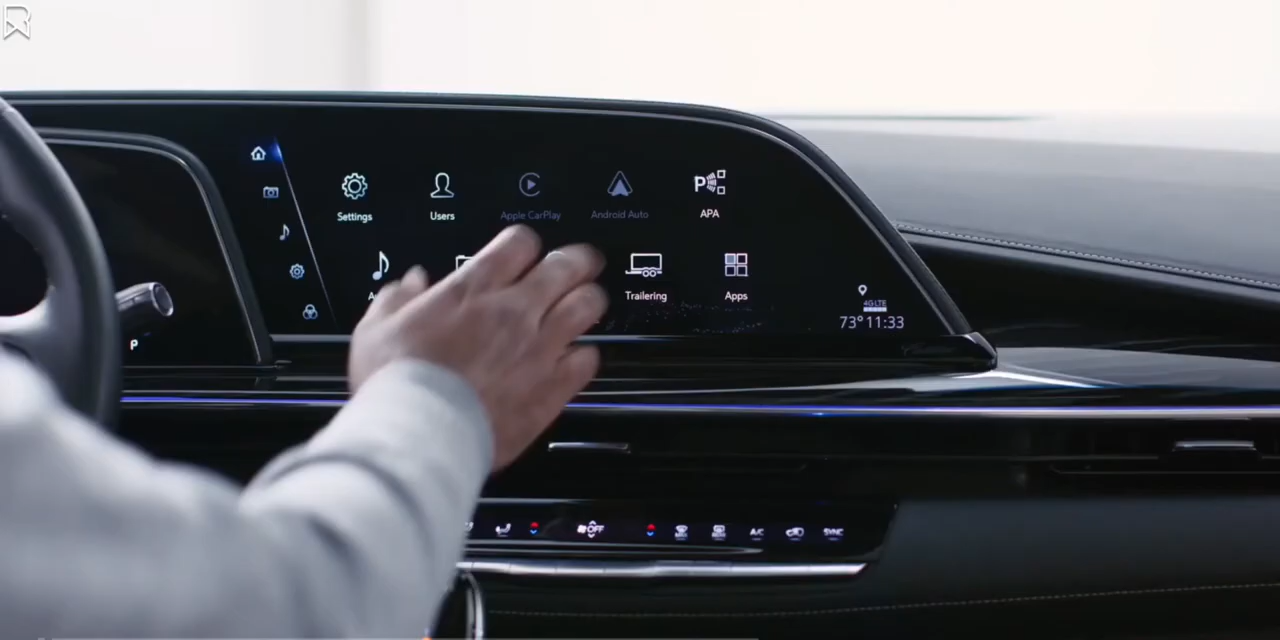 Settings
Users
Apple CarPlay
Android Auto
P
APA
Trailering
Apps
4G LTE
73° 11:33
P
OFF
A/C
SYNC